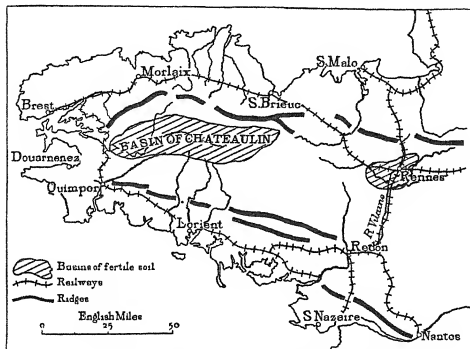 S. Malo
Morlaix
S. Brieuc
Brest
BASIN OF CHATEAULIN
Douarnenez
Rennes
Quimper
R. Vilaine
Lorient
Redon
Basins of fertile soil
Railways
Ridges
English Miles
S Nazaire
0 25 50
Nantes